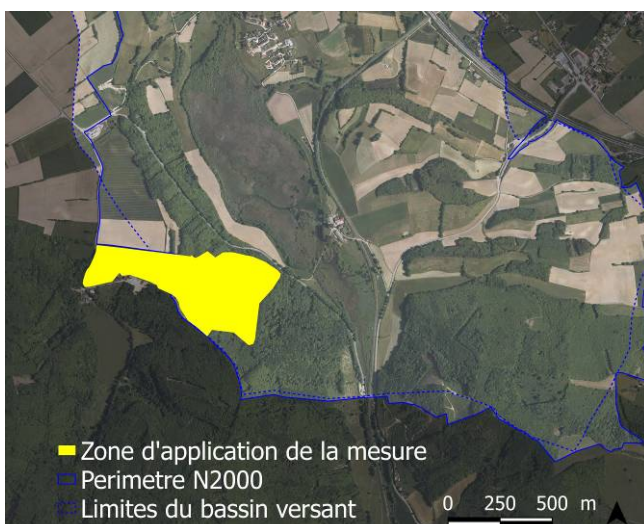 Zone d'application de la mesure
Perimetre N2000
Limites du bassin versant
0 250 500 m